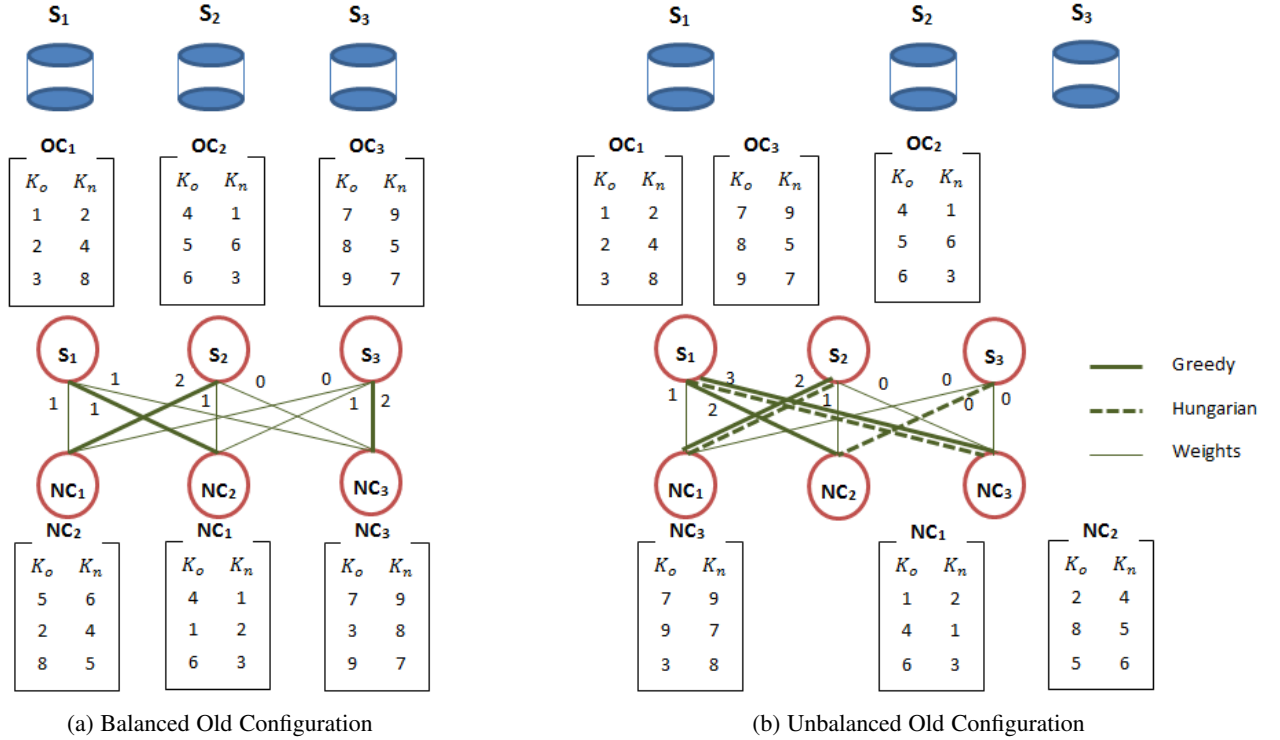 S1 S2 S3 S1 S2 S3
OC1 OC2 OC3 OC1 OC3 OC2
Ko Kn Ko Kn Ko Kn Ko Kn Ko Kn Ko Kn
1 2 4 1 7 9 1 2 7 9 4 1
2 4 5 6 8 5 2 4 8 5 5 6
3 8 6 3 9 7 3 8 9 7 6 3
S1 S2 S3 S1 S2 S3
1 2 0 0 3 2 0 0
1 1 1 1 2 1 2 1 0 0
NC1 NC2 NC3 NC1 NC2 NC3
Greedy
Hungarian
Weights
NC2 NC1 NC3 NC3 NC1 NC2
Ko Kn Ko Kn Ko Kn Ko Kn Ko Kn Ko Kn
5 6 4 1 7 9 7 9 1 2 2 4
2 4 1 2 3 8 9 7 4 1 8 5
8 5 6 3 9 7 3 8 6 3 5 6
(a) Balanced Old Configuration (b) Unbalanced Old Configuration